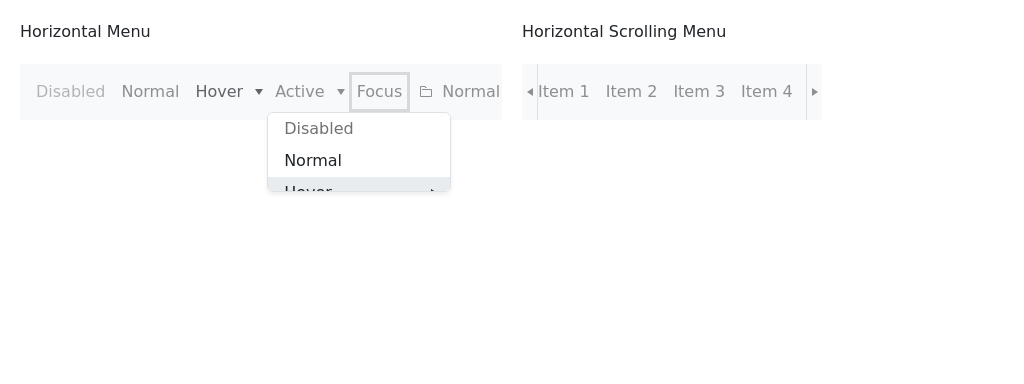 Horizontal Menu
Disabled Normal Hover Active Focus Normal
Disabled
Normal
Hover
Horizontal Scrolling Menu
Item 1 Item 2 Item 3 Item 4